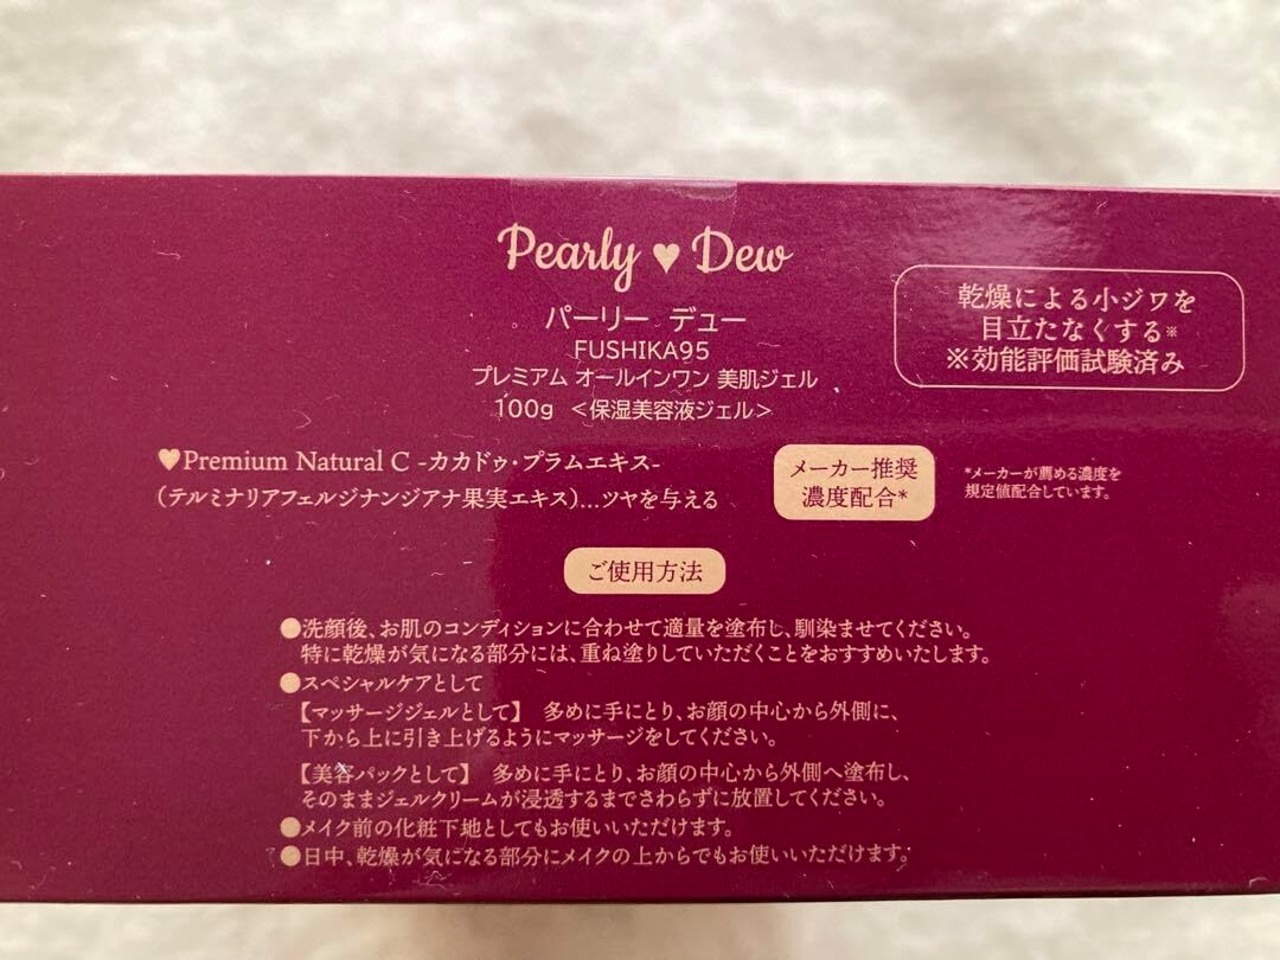 Pearly ♥ Dew
パーリー デュー
FUSHIKA95
プレミアム オールインワン 美肌ジェル
100g ＜保湿美容液ジェル＞
乾燥による小ジワを
目立たなくする※
※効能評価試験済み
♥Premium Natural C -カカドゥ・プラムエキス-
（テルミナリアフェルジナンジアナ果実エキス）…ツヤを与える
メーカー推奨
濃度配合*
*メーカーが薦める濃度を
規定値配合しています。
ご使用方法
●洗顔後、お肌のコンディションに合わせて適量を塗布し、馴染ませてください。
特に乾燥が気になる部分には、重ね塗りしていただくことをおすすめいたします。
●スペシャルケアとして
【マッサージジェルとして】 多めに手にとり、お顔の中心から外側に、
下から上に引き上げるようにマッサージをしてください。
【美容パックとして】 多めに手にとり、お顔の中心から外側へ塗布し、
そのままジェルクリームが浸透するまでさわらずに放置してください。
●メイク前の化粧下地としてもお使いいただけます。
●日中、乾燥が気になる部分にメイクの上からでもお使いいただけます。